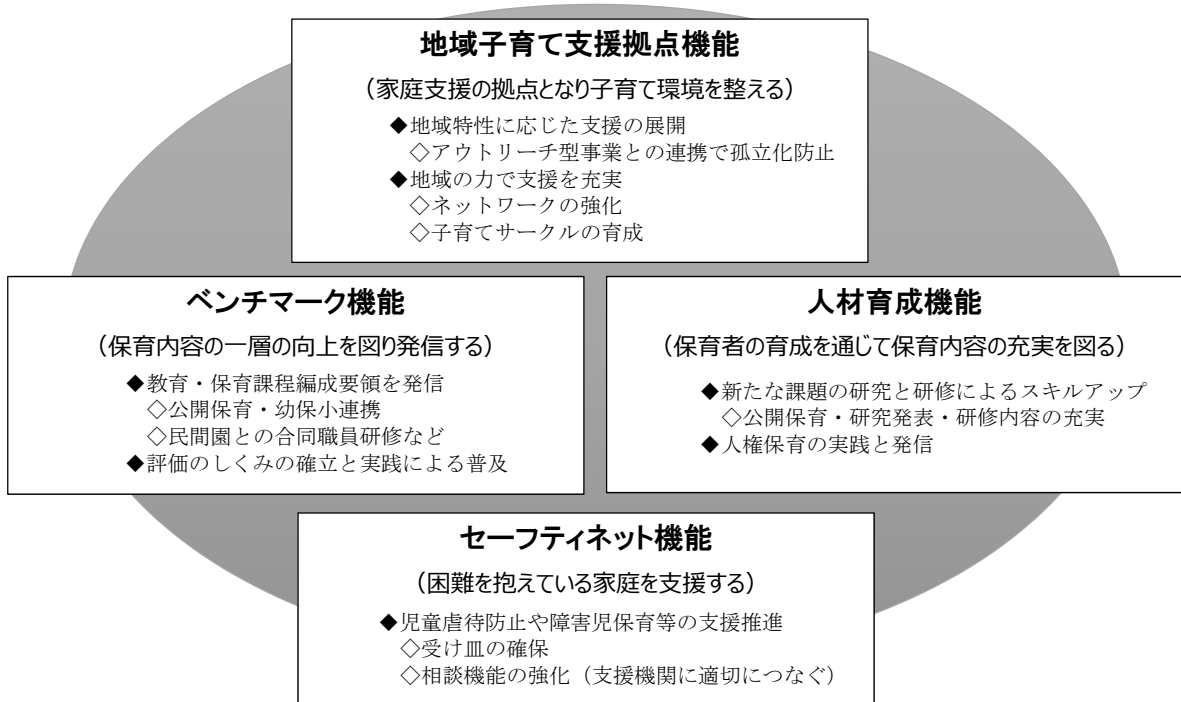 地域子育て支援拠点機能
（家庭支援の拠点となり子育て環境を整える）
◆地域特性に応じた支援の展開
◇アウトリーチ型事業との連携で孤立化防止
◆地域の力で支援を充実
◇ネットワークの強化
◇子育てサークルの育成
ベンチマーク機能
（保育内容の一層の向上を図り発信する）
◆教育・保育課程編成要領を発信
◇公開保育・幼保小連携
◇民間園との合同職員研修など
◆評価のしくみの確立と実践による普及
人材育成機能
（保育者の育成を通じて保育内容の充実を図る）
◆新たな課題の研究と研修によるスキルアップ
◇公開保育・研究発表・研修内容の充実
◆人権保育の実践と発信
セーフティネット機能
（困難を抱えている家庭を支援する）
◆児童虐待防止や障害児保育等の支援推進
◇受け皿の確保
◇相談機能の強化（支援機関に適切につなぐ）